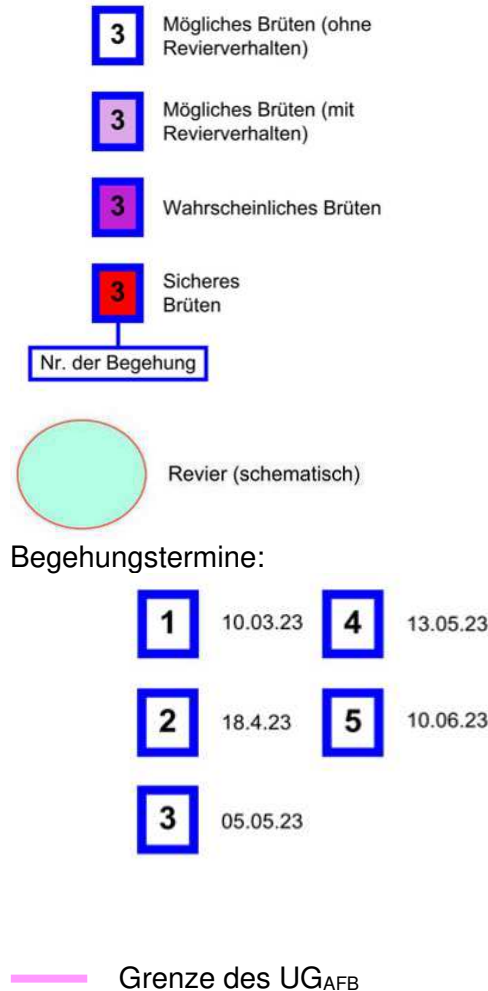 3
Mögliches Brüten (ohne
Revierverhalten)
3
Mögliches Brüten (mit
Revierverhalten)
3
Wahrscheinliches Brüten
3
Sicheres
Brüten
Nr. der Begehung
Revier (schematisch)
Begehungstermine:
1 10.03.23 4 13.05.23
2 18.4.23 5 10.06.23
3 05.05.23
Grenze des UGAFB